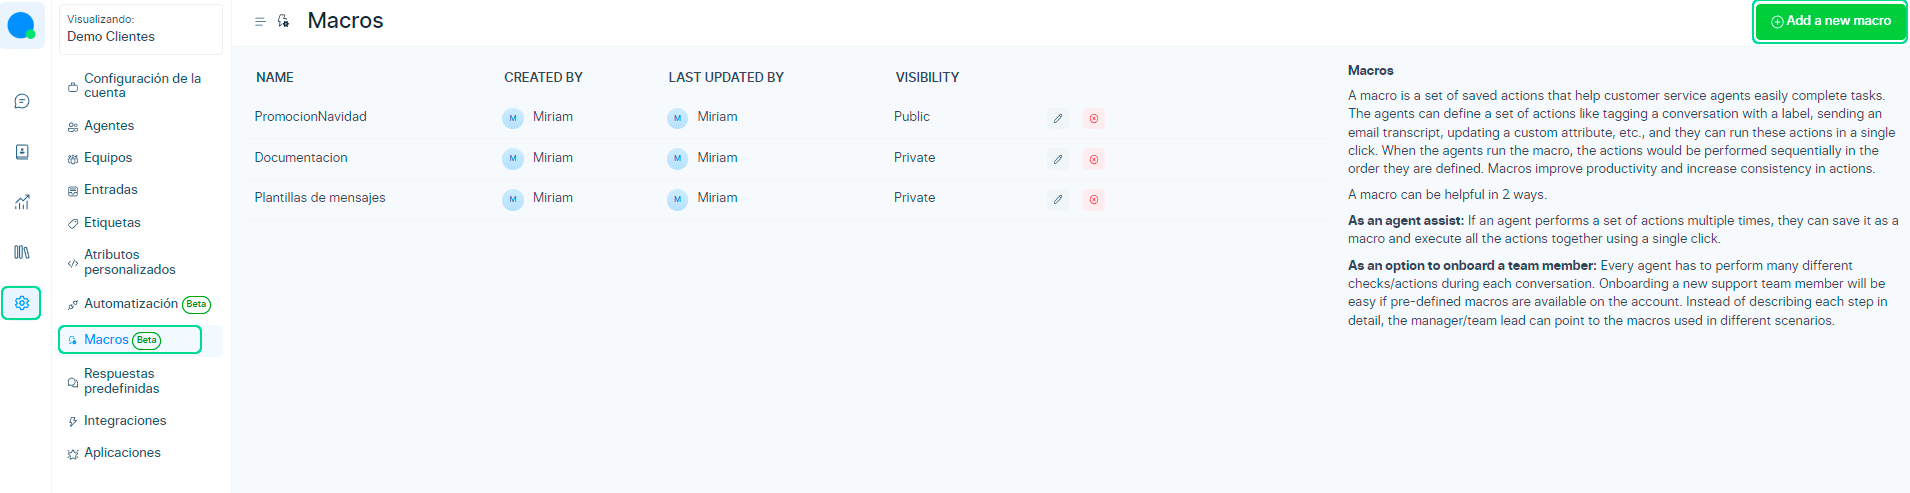 Visualizando:
Demo Clientes
Configuración de la
cuenta
Agentes
Equipos
Entradas
Etiquetas
Atributos
personalizados
Automatización Beta
Macros Beta
Respuestas
predefinidas
Integraciones
Aplicaciones
Macros
Add a new macro
NAME CREATED BY LAST UPDATED BY VISIBILITY
PromocionNavidad M Miriam M Miriam Public
Documentacion M Miriam M Miriam Private
Plantillas de mensajes M Miriam M Miriam Private
Macros
A macro is a set of saved actions that help customer service agents easily complete tasks.
The agents can define a set of actions like tagging a conversation with a label, sending an
email transcript, updating a custom attribute, etc., and they can run these actions in a single
click. When the agents run the macro, the actions would be performed sequentially in the
order they are defined. Macros improve productivity and increase consistency in actions.
A macro can be helpful in 2 ways.
As an agent assist: If an agent performs a set of actions multiple times, they can save it as a
macro and execute all the actions together using a single click.
As an option to onboard a team member: Every agent has to perform many different
checks/actions during each conversation. Onboarding a new support team member will be
easy if pre-defined macros are available on the account. Instead of describing each step in
detail, the manager/team lead can point to the macros used in different scenarios.